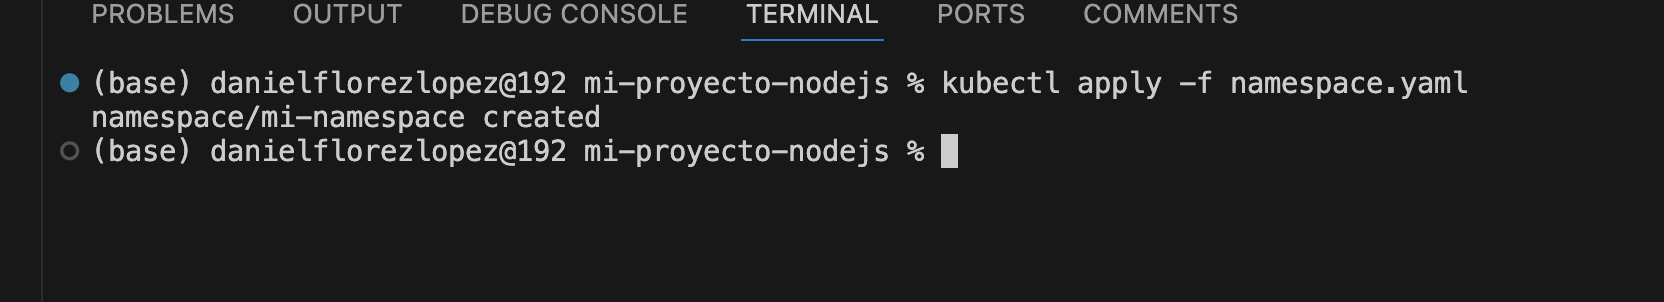 PROBLEMS OUTPUT DEBUG CONSOLE TERMINAL PORTS COMMENTS
(base) danielflorezlopez@192 mi-proyecto-nodejs % kubectl apply -f namespace.yaml
namespace/mi-namespace created
(base) danielflorezlopez@192 mi-proyecto-nodejs %